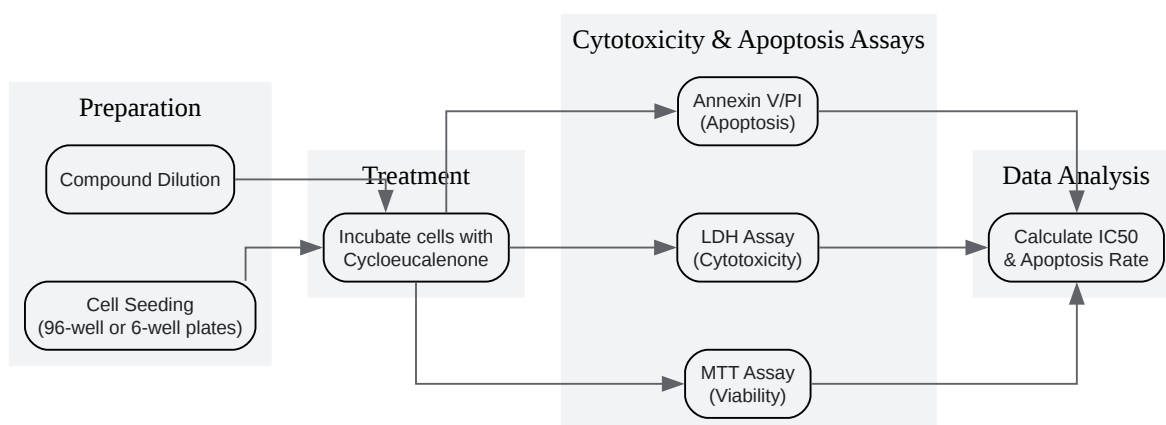 Preparation
Compound Dilution
Cell Seeding
(96-well or 6-well plates)
Treatment
Incubate cells with
Cycloeucalenone
Cytotoxicity & Apoptosis Assays
Annexin V/PI
(Apoptosis)
LDH Assay
(Cytotoxicity)
MTT Assay
(Viability)
Data Analysis
Calculate IC50
& Apoptosis Rate